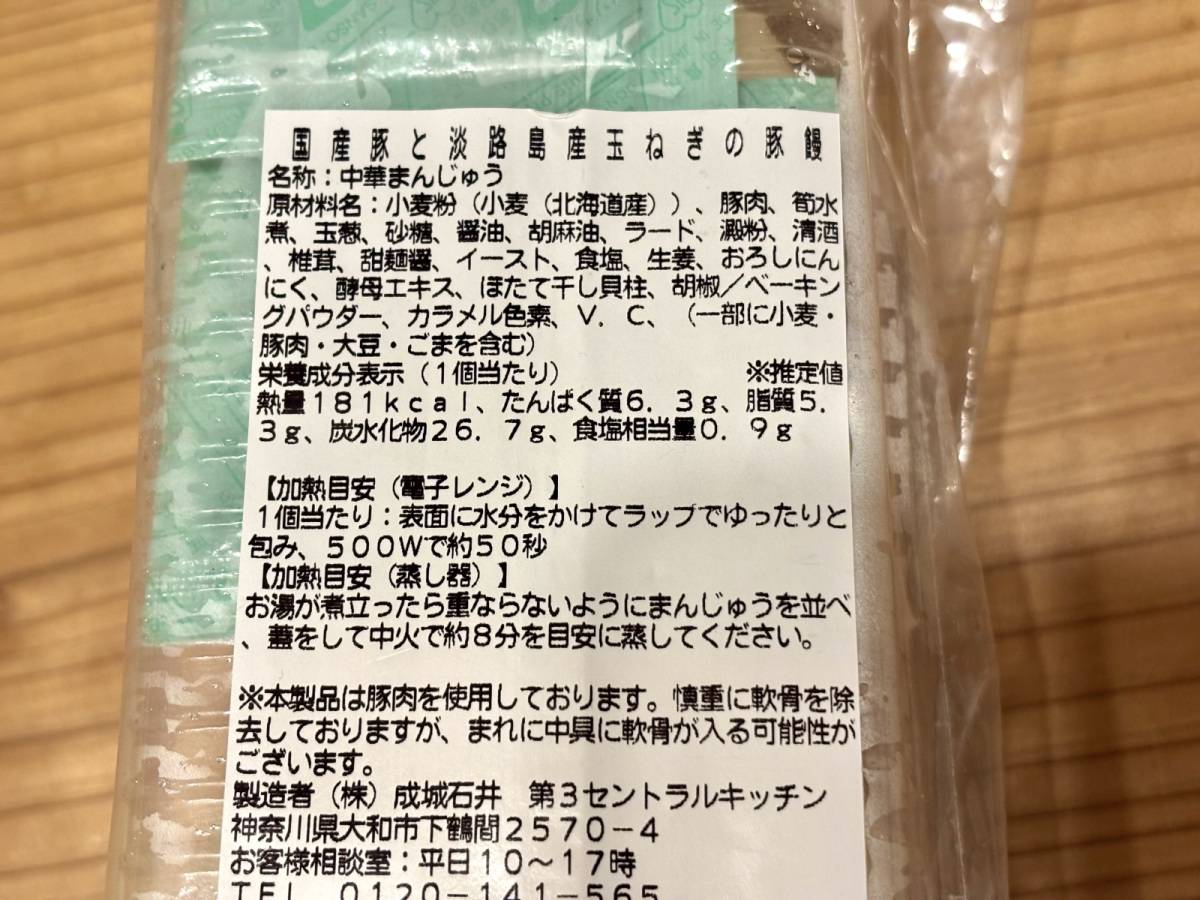 国産豚と淡路島産玉ねぎの豚饅
名称：中華まんじゅう
原材料名：小麦粉（小麦（北海道産））、豚肉、筍水
煮、玉葱、砂糖、醤油、胡麻油、ラード、澱粉、清酒
、椎茸、甜麺醤、イースト、食塩、生姜、おろしにん
にく、酵母エキス、ほたて干し貝柱、胡椒／ベーキン
グパウダー、カラメル色素、Ｖ．Ｃ、（一部に小麦・
豚肉・大豆・ごまを含む）
栄養成分表示（１個当たり） ※推定値
熱量１８１ｋｃａｌ、たんぱく質６．３ｇ、脂質５．
３ｇ、炭水化物２６．７ｇ、食塩相当量０．９ｇ
【加熱目安（電子レンジ）】
１個当たり：表面に水分をかけてラップでゆったりと
包み、５００Ｗで約５０秒
【加熱目安（蒸し器）】
お湯が煮立ったら重ならないようにまんじゅうを並べ
、蓋をして中火で約８分を目安に蒸してください。
※本製品は豚肉を使用しております。慎重に軟骨を除
去しておりますが、まれに中具に軟骨が入る可能性が
ございます。
製造者（株）成城石井　第３セントラルキッチン
神奈川県大和市下鶴間２５７０－４
お客様相談室：平日１０～１７時
ＴＥＬ　０１２０－１４１－５６５